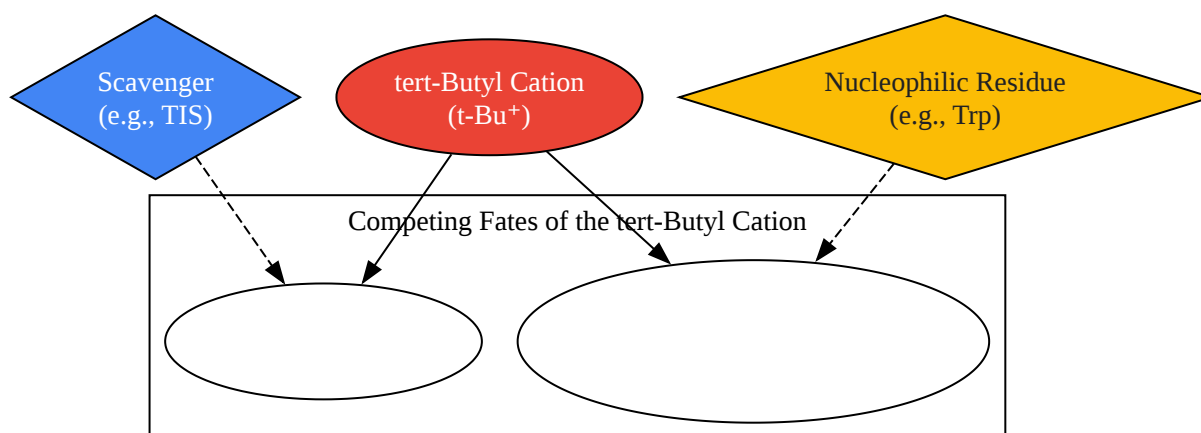 Scavenger
(e.g., TIS)
tert-Butyl Cation
(t-Bu⁺)
Nucleophilic Residue
(e.g., Trp)
Competing Fates of the tert-Butyl Cation